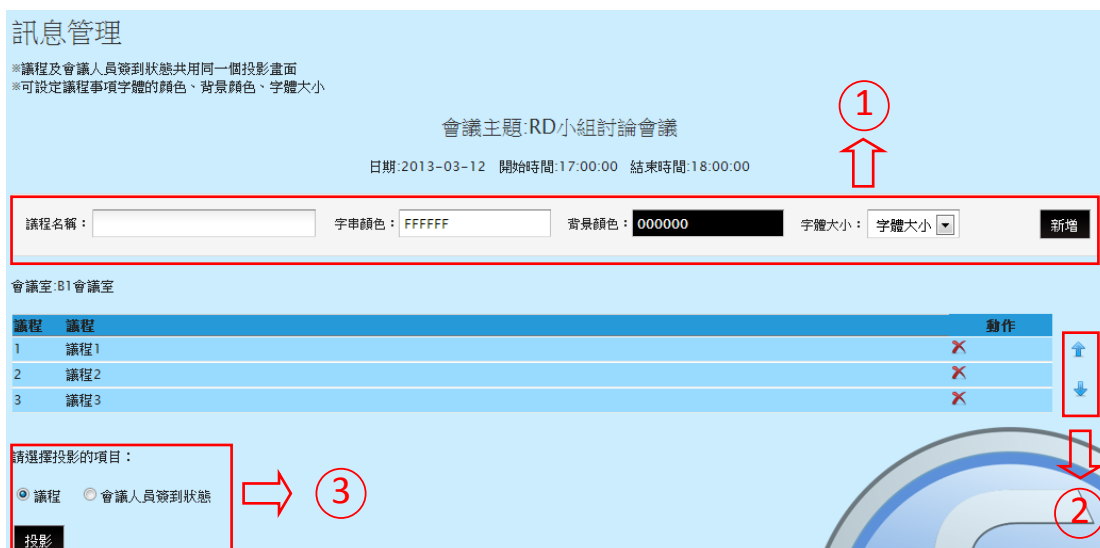 訊息管理
※議程及會議人員簽到狀態共用同一個投影畫面
※可設定議程事項字體的顏色、背景顏色、字體大小
①
會議主題:RD小組討論會議
日期:2013-03-12 開始時間:17:00:00 結束時間:18:00:00
議程名稱： 字串顏色：FFFFFF 背景顏色：000000 字體大小： 字體大小 新增
會議室:B1會議室
議程 議程 動作
1 議程1
2 議程2
3 議程3
請選擇投影的項目：
議程 會議人員簽到狀態
③
②
投影